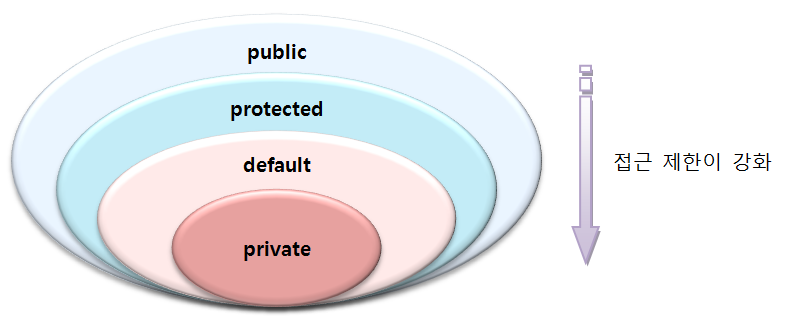 public
protected
default
private
접근 제한이 강화